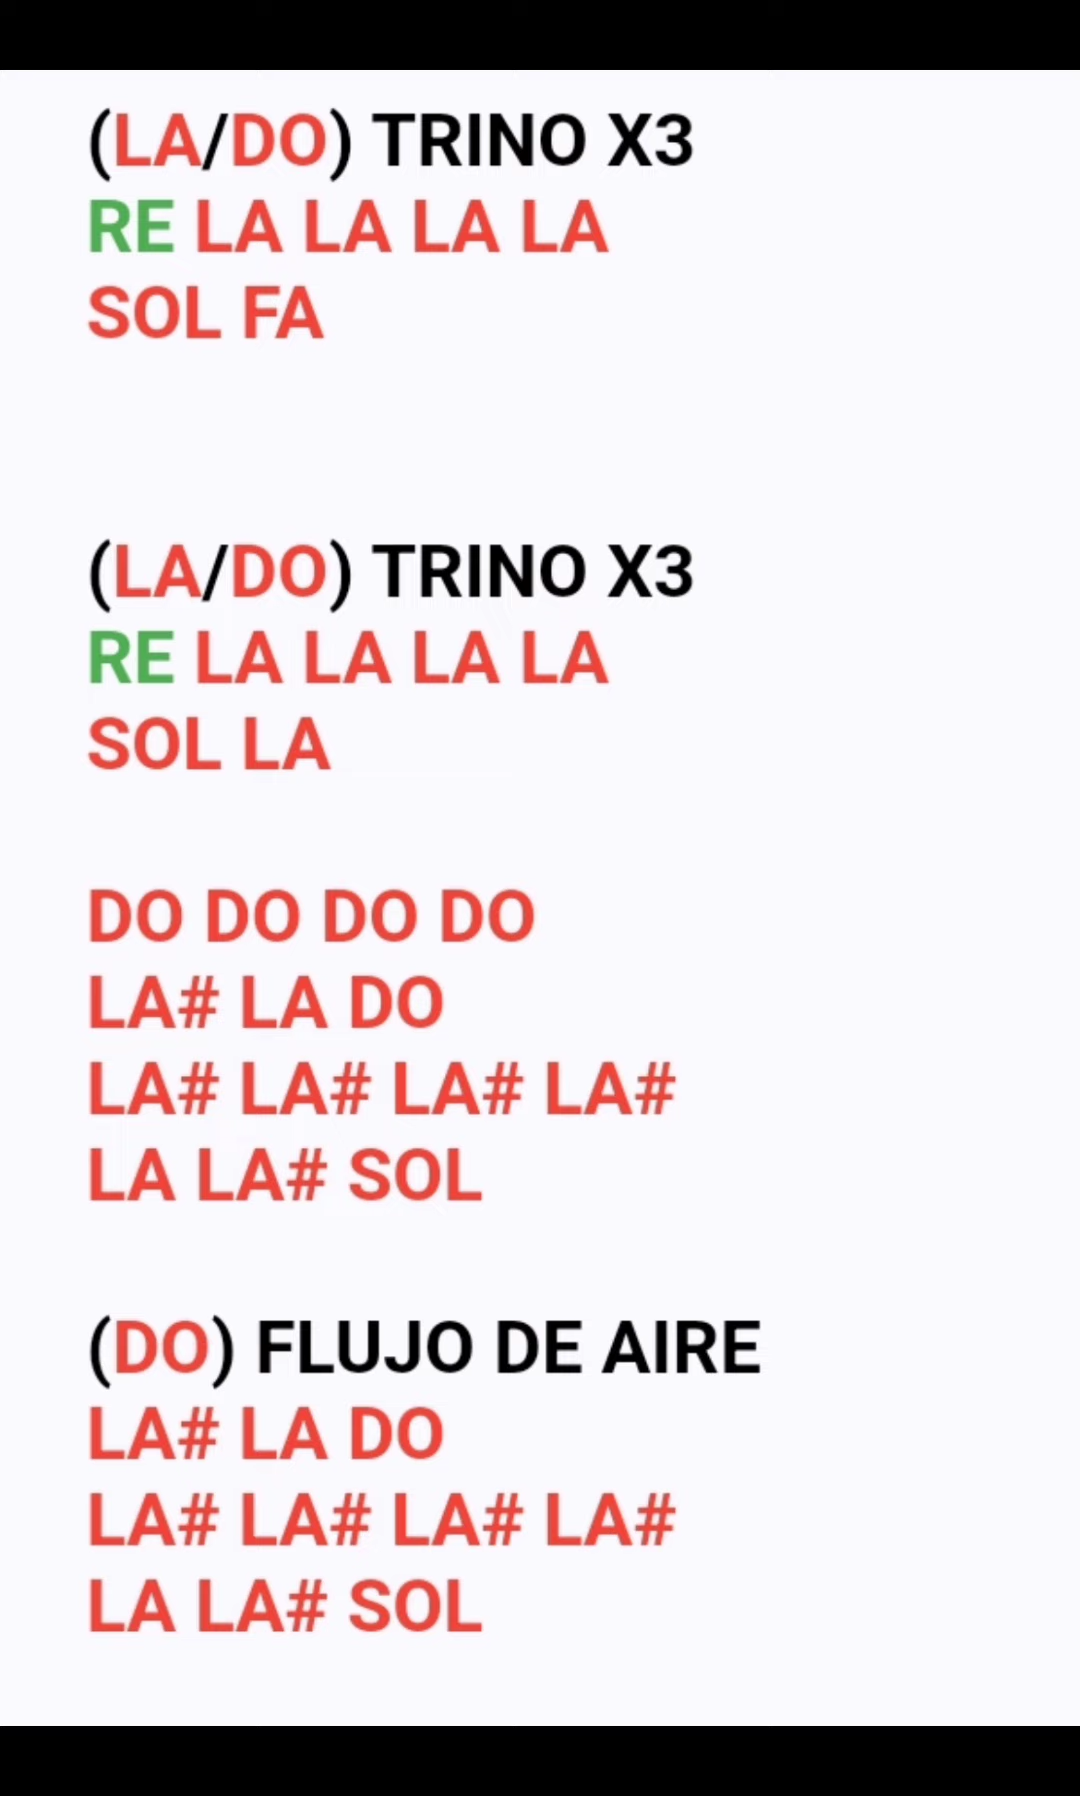 (LA/DO) TRINO X3
RE LA LA LA LA
SOL FA
(LA/DO) TRINO X3
RE LA LA LA LA
SOL LA
DO DO DO DO
LA# LA DO
LA# LA# LA# LA#
LA LA# SOL
(DO) FLUJO DE AIRE
LA# LA DO
LA# LA# LA# LA#
LA LA# SOL